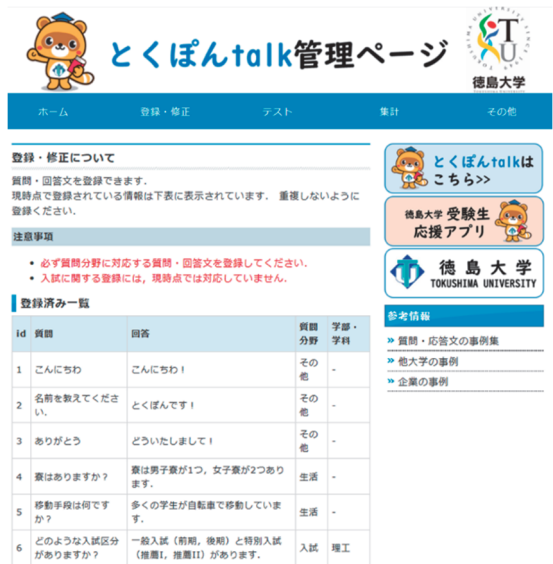 とくぽんtalk管理ページ
徳島大学
ホーム 登録・修正 テスト 集計 その他
登録・修正について
質問・回答文を登録できます.
現時点で登録されている情報は下表に表示されています. 重複しないように
登録ください.
注意事項
必ず質問分野に対応する質問・回答文を登録してください.
入試に関する登録には, 現時点では対応していません.
登録済み一覧
id 質問 回答 質問分野 学部・学科
1 こんにちわ こんにちわ！ その他 -
2 名前を教えてください. とくぽんです！ その他 -
3 ありがとう どういたしまして！ その他 -
4 寮はありますか？ 寮は男子寮が1つ, 女子寮が2つあります. 生活 -
5 移動手段は何ですか？ 多くの学生が自転車で移動しています. 生活 -
6 どのような入試区分がありますか？ 一般入試（前期, 後期）と特別入試（推薦I, 推薦II）があります. 入試 理工
とくぽんtalkは
こちら>>
徳島大学 受験生
応援アプリ
徳島大学
TOKUSHIMA UNIVERSITY
参考情報
» 質問・応答文の事例集
» 他大学の事例
» 企業の事例